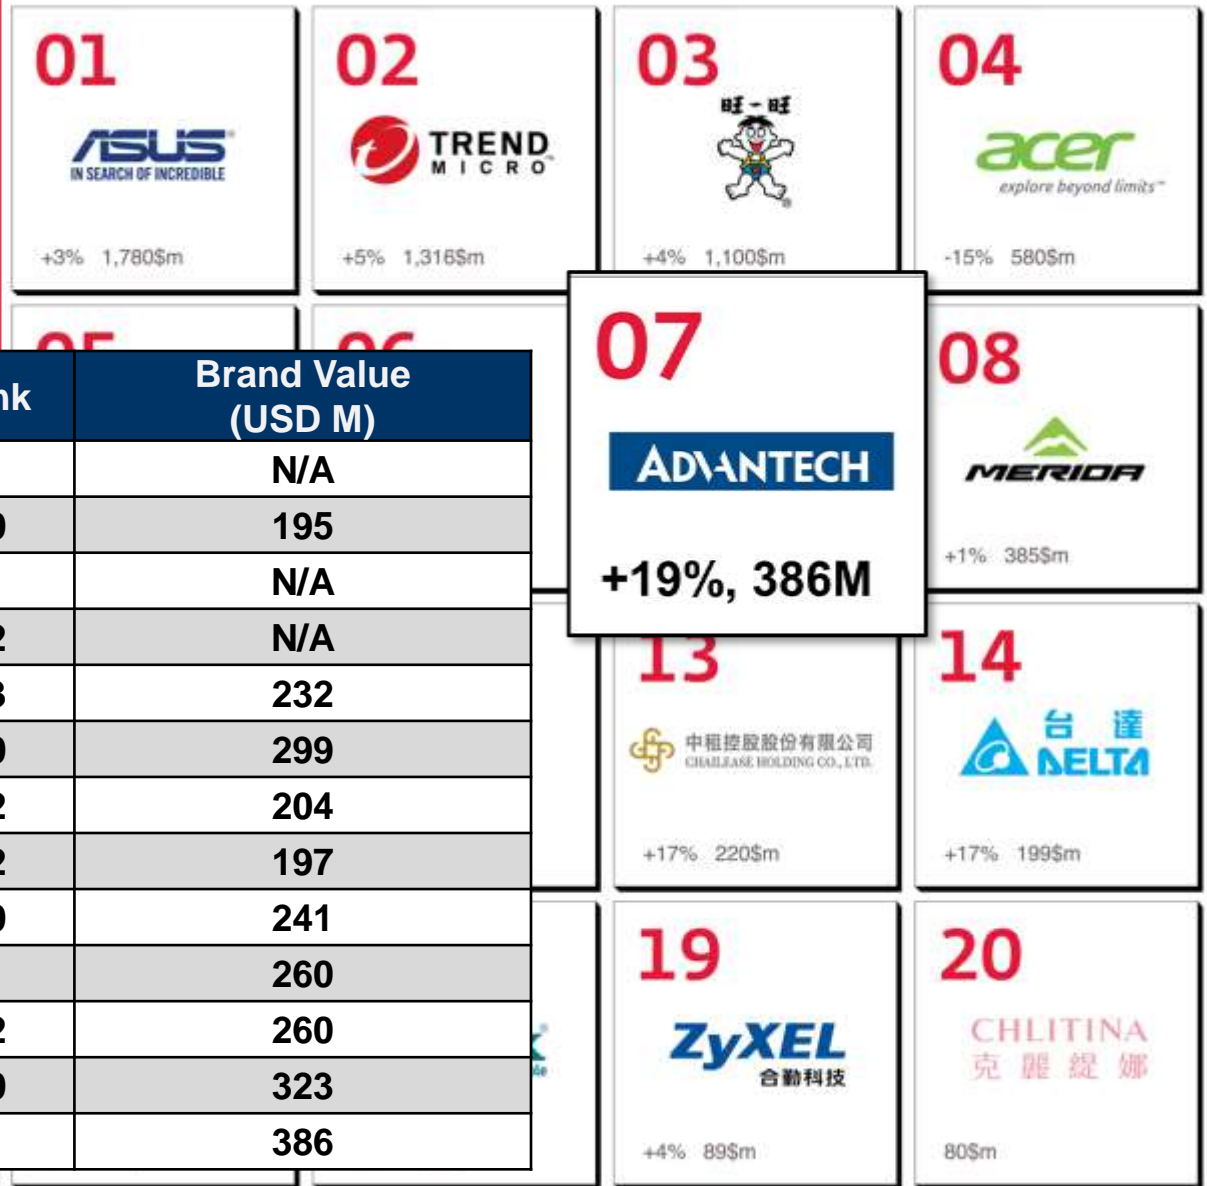 01
ASUS
IN SEARCH OF INCREDIBLE
+3% 1,780$m
02
TREND
MICRO
+5% 1,316$m
03
旺-旺
+4% 1,100$m
04
acer
explore beyond limits™
-15% 580$m
07
ADVANTECH
+19%, 386M
08
MERIDA
+1% 385$m
Brand Value
(USD M)
N/A
195
N/A
N/A
232
299
204
197
241
260
260
323
386
13
中租控股股份有限公司
CHAILEASE HOLDING CO., LTD.
+17% 220$m
14
台達
DELTA
+17% 199$m
19
ZyXEL
合勤科技
+4% 89$m
20
CHLITINA
克麗緹娜
80$m